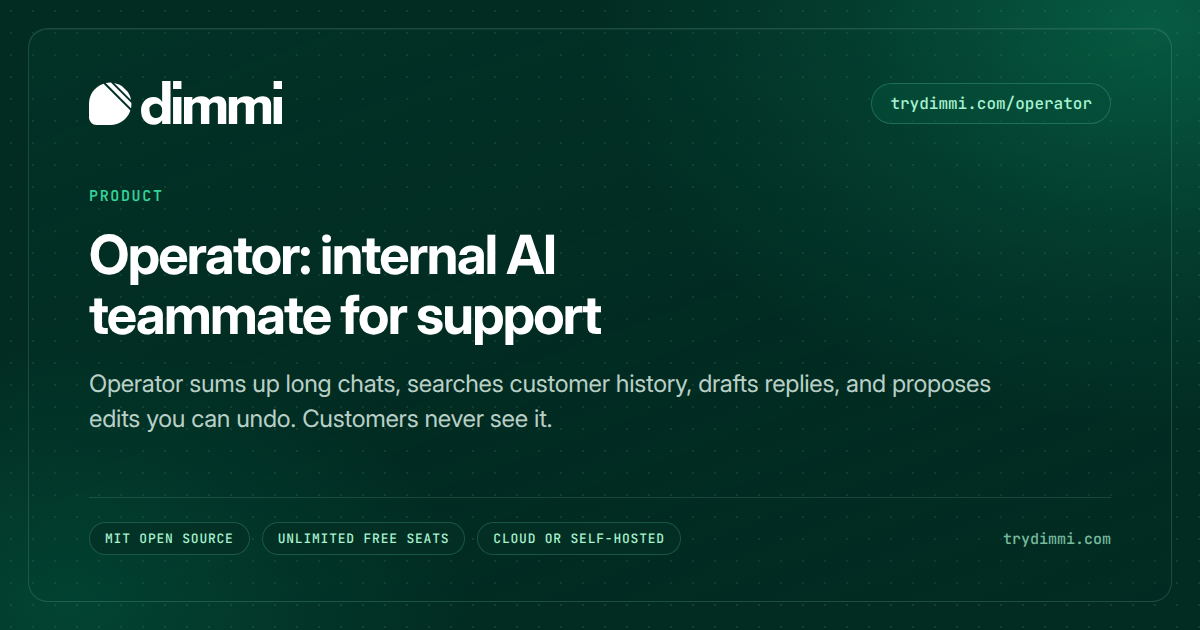 dimmi
trydimmi.com/operator
PRODUCT
Operator: internal AI
teammate for support
Operator sums up long chats, searches customer history, drafts replies, and proposes
edits you can undo. Customers never see it.
MIT OPEN SOURCE
UNLIMITED FREE SEATS
CLOUD OR SELF-HOSTED
trydimmi.com